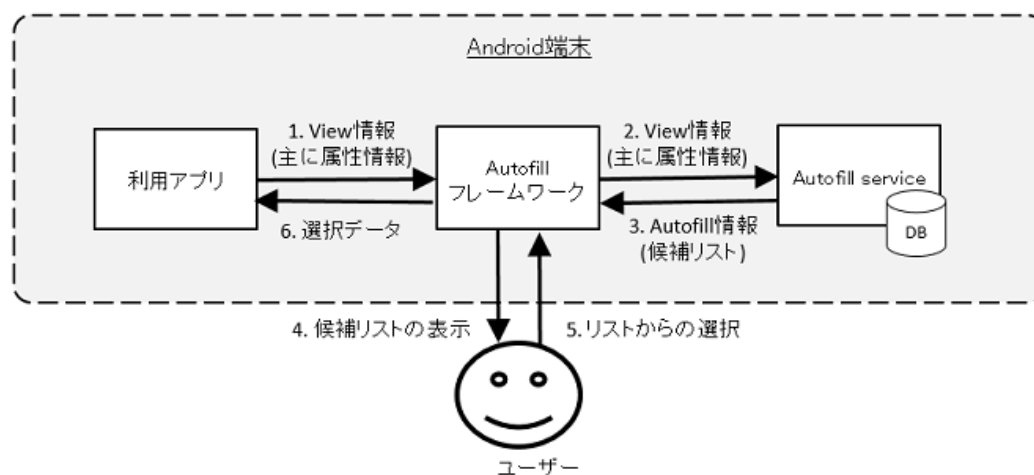 Android端末
1. View情報
(主に属性情報)
2. View情報
(主に属性情報)
利用アプリ
Autofill
フレームワーク
Autofill service
DB
6. 選択データ
3. Autofill情報
(候補リスト)
4. 候補リストの表示
5.リストからの選択
ユーザー